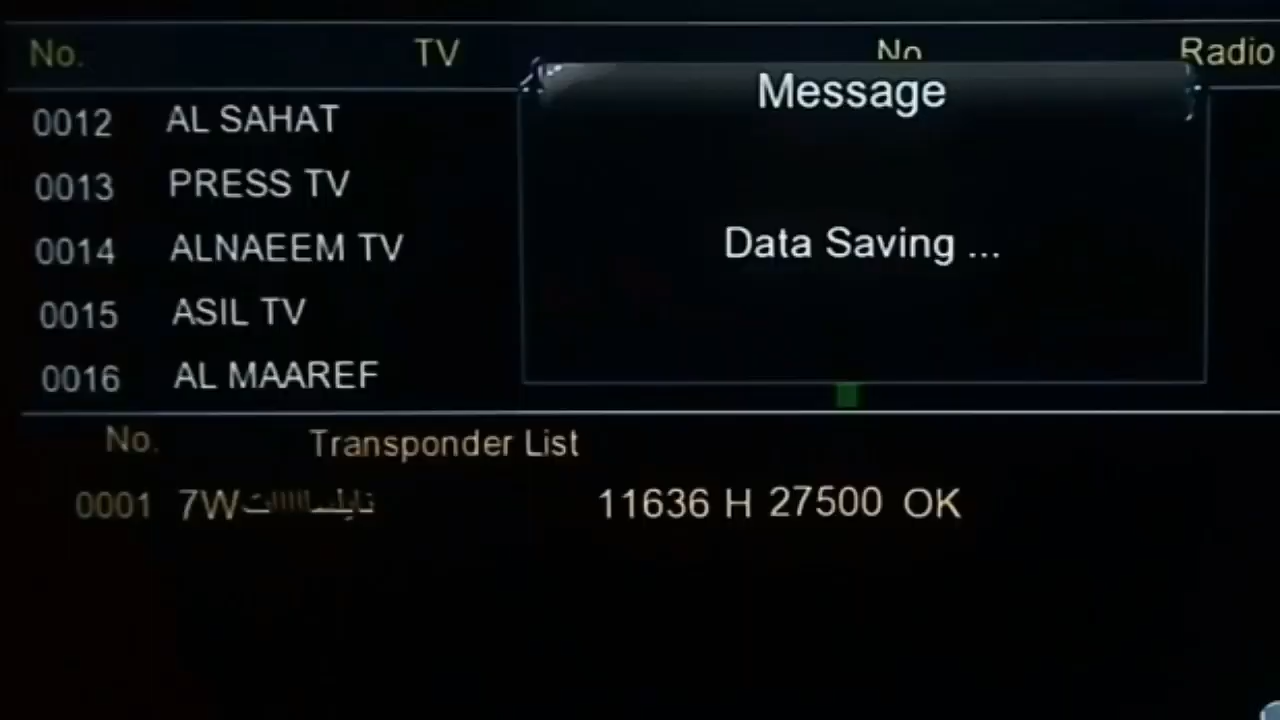 No. TV No Radio
Message
0012 AL SAHAT
0013 PRESS TV
0014 ALNAEEM TV
Data Saving ...
0015 ASIL TV
0016 AL MAAREF
No. Transponder List
0001 7W 11636 H 27500 OK